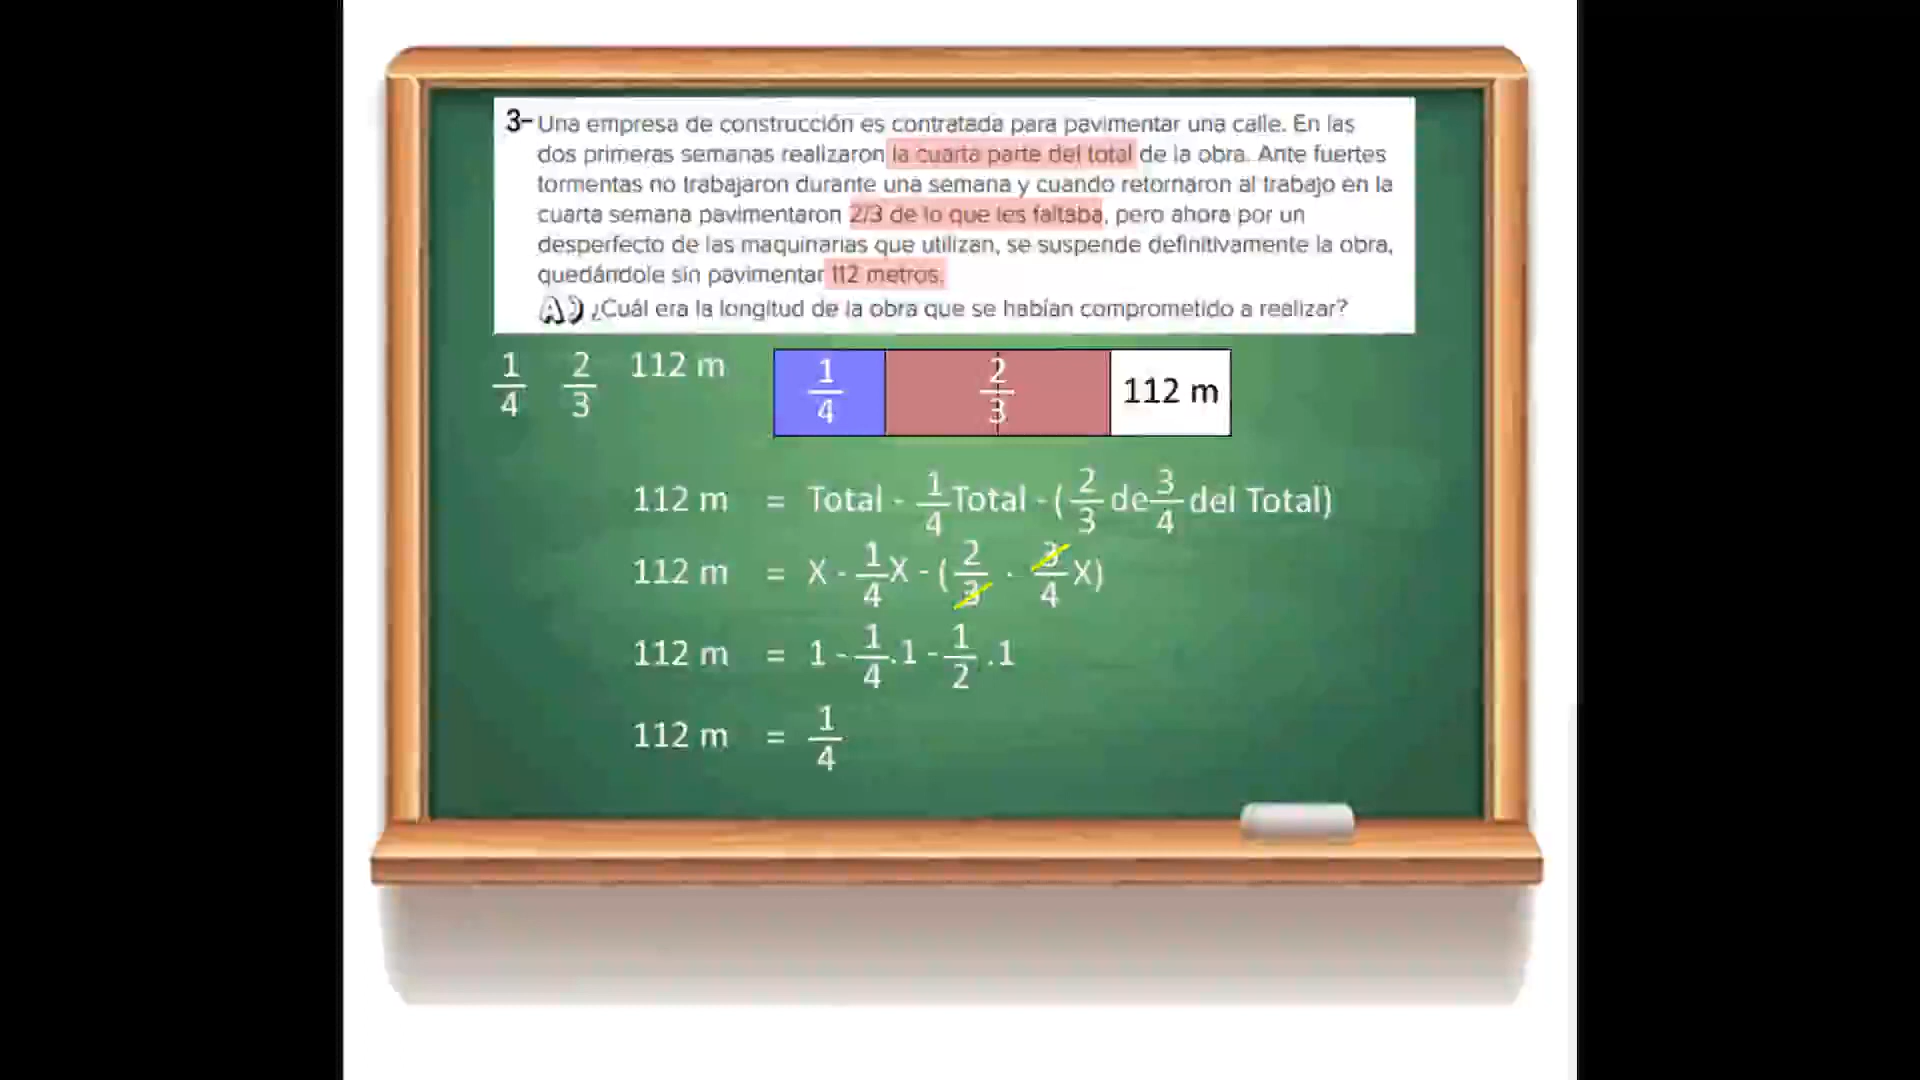 3- Una empresa de construcción es contratada para pavimentar una calle. En las
dos primeras semanas realizaron la cuarta parte del total de la obra. Ante fuertes
tormentas no trabajaron durante una semana y cuando retornaron al trabajo en la
cuarta semana pavimentaron 2/3 de lo que les faltaba, pero ahora por un
desperfecto de las maquinarias que utilizan, se suspende definitivamente la obra,
quedándole sin pavimentar 112 metros.
A) ¿Cuál era la longitud de la obra que se habían comprometido a realizar?
1/4 2/3 112 m
1/4 2/3 112 m
112 m = Total - 1/4 Total - (2/3 de 3/4 del Total)
112 m = X - 1/4 X - (2/3 . 3/4 X)
112 m = 1 - 1/4 .1 - 1/2 .1
112 m = 1/4